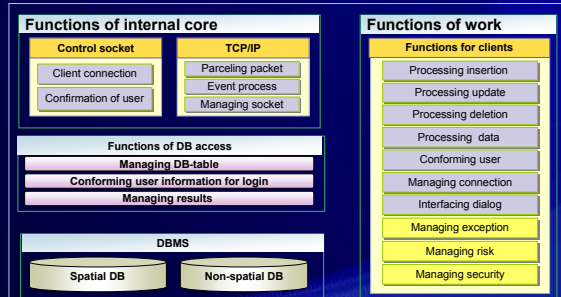 Functions of internal core
Control socket
Client connection
Confirmation of user
TCP/IP
Parceling packet
Event process
Managing socket
Functions of DB access
Managing DB-table
Conforming user information for login
Managing results
DBMS
Spatial DB
Non-spatial DB
Functions of work
Functions for clients
Processing insertion
Processing update
Processing deletion
Processing data
Conforming user
Managing connection
Interfacing dialog
Managing exception
Managing risk
Managing security